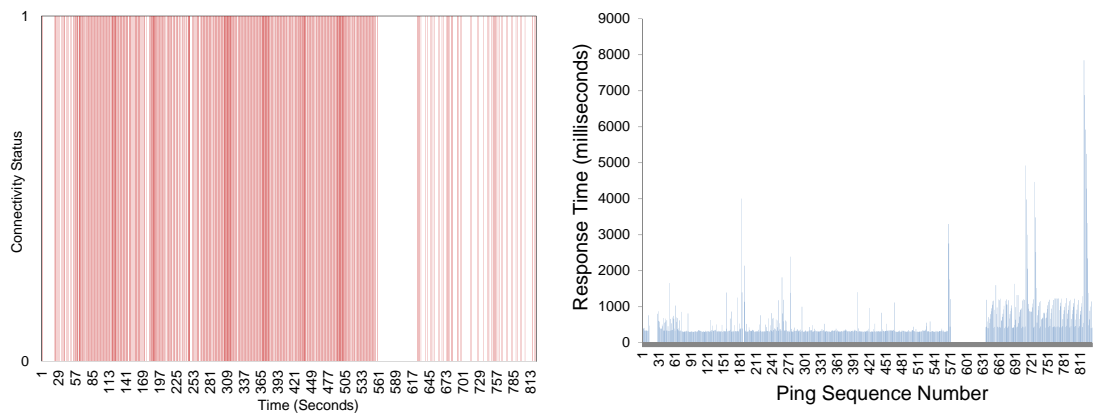 1
0
Connectivity Status
1 29 57 85 113 141 169 197 225 253 281 309 337 365 393 421 449 477 505 533 561 589 617 645 673 701 729 757 785 813
Time (Seconds)
9000
8000
7000
6000
5000
4000
3000
2000
1000
0
Response Time (milliseconds)
1 31 61 91 121 151 181 211 241 271 301 331 361 391 421 451 481 511 541 571 601 631 661 691 721 751 781 811
Ping Sequence Number